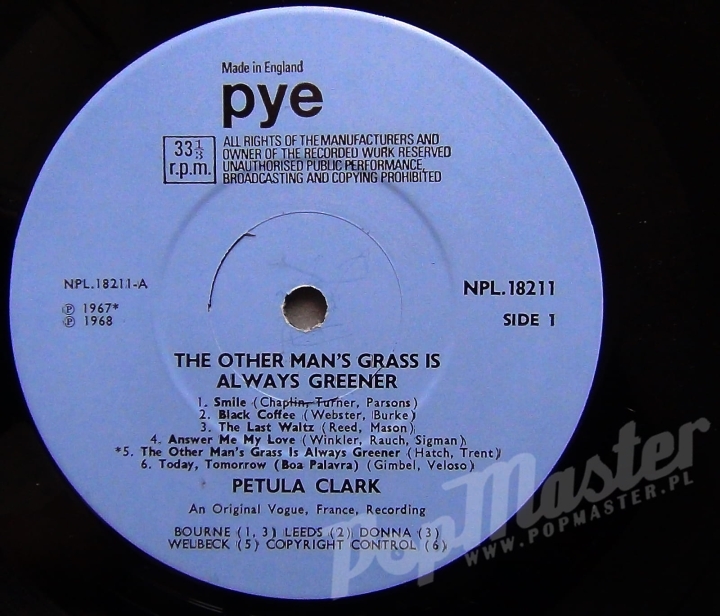 Made in England
pye
33 1/3
r.p.m.
ALL RIGHTS OF THE MANUFACTURERS AND
OWNER OF THE RECORDED WORK RESERVED
UNAUTHORISED PUBLIC PERFORMANCE,
BROADCASTING AND COPYING PROHIBITED
NPL.18211-A
℗ 1967*
℗ 1968
NPL.18211
SIDE 1
THE OTHER MAN'S GRASS IS
ALWAYS GREENER
1. Smile (Chaplin, Turner, Parsons)
2. Black Coffee (Webster, Burke)
3. The Last Waltz (Reed, Mason)
4. Answer Me My Love (Winkler, Rauch, Sigman)
*5. The Other Man's Grass Is Always Greener (Hatch, Trent)
6. Today, Tomorrow (Boa Palavra) (Gimbel, Veloso)
PETULA CLARK
An Original Vogue, France, Recording
BOURNE (1, 3) LEEDS (2) DONNA (3)
WELBECK (5) COPYRIGHT CONTROL (6)
PopMaster
WWW.POPMASTER.PL